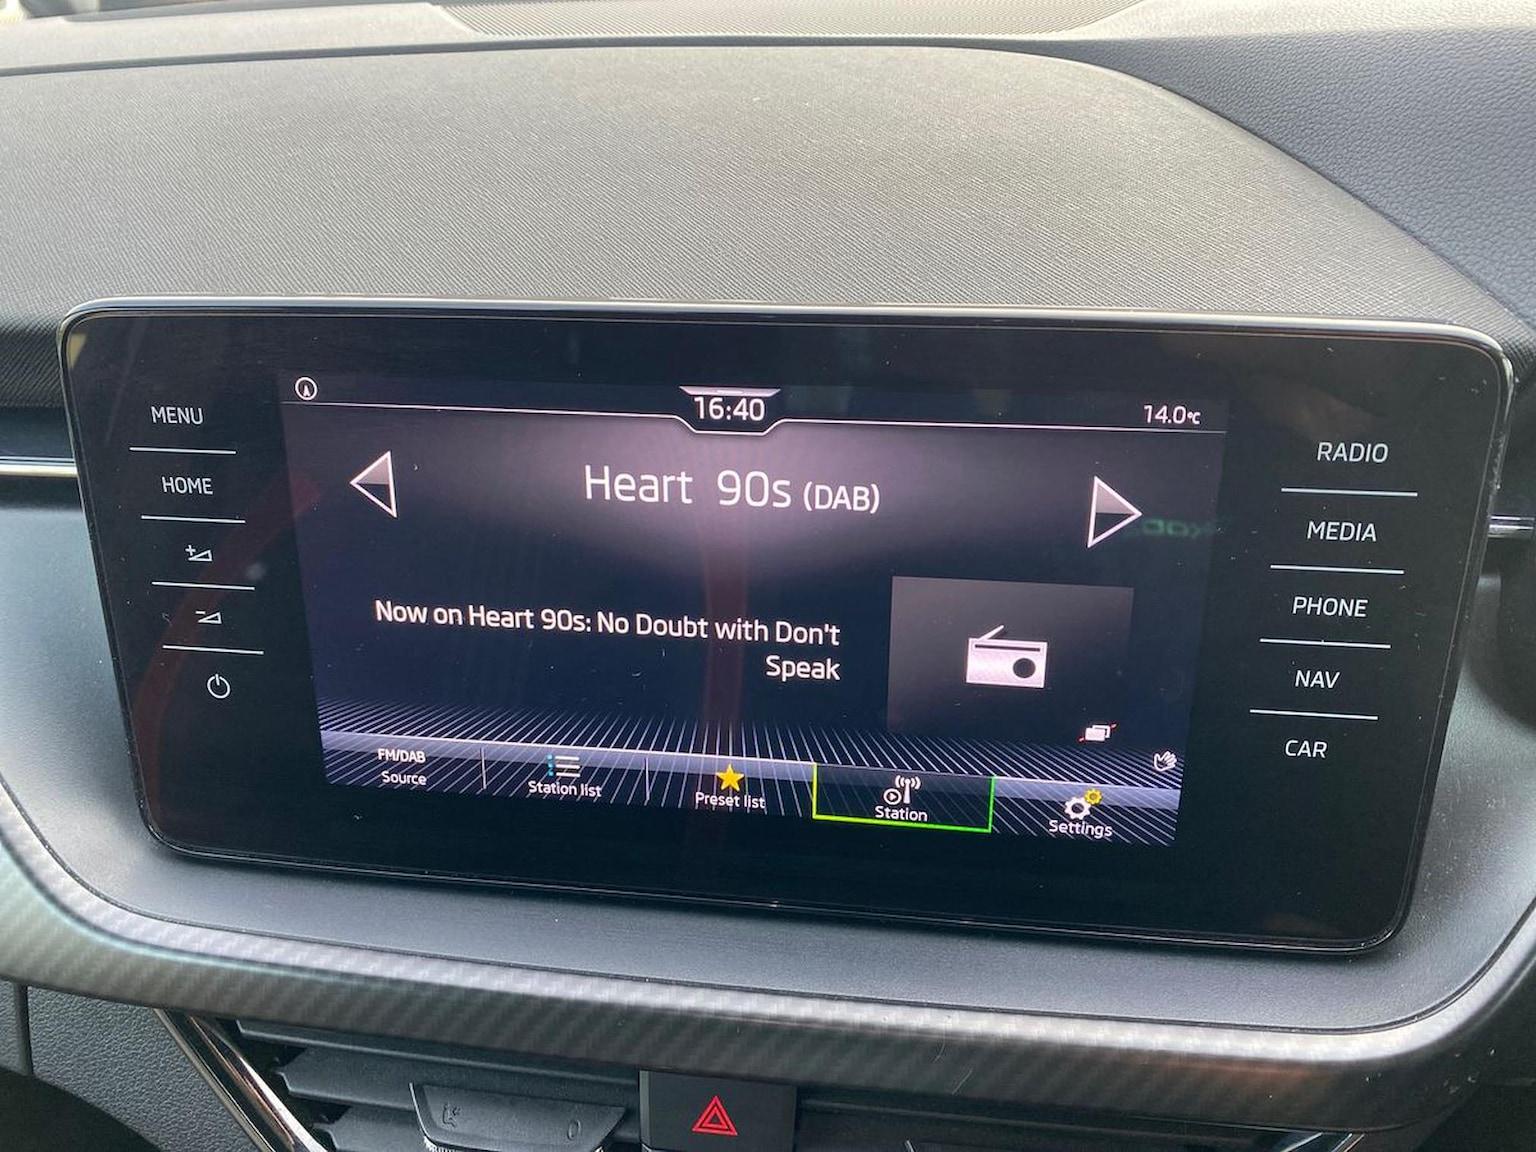 16:40
14.0°C
MENU
HOME
RADIO
MEDIA
PHONE
NAV
CAR
Heart 90s (DAB)
Now on Heart 90s: No Doubt with Don't
Speak
FM/DAB
Source
Station list
Preset list
Station
Settings
0